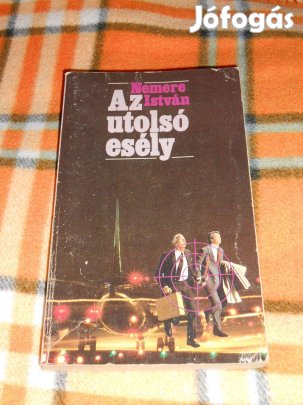 Jófogás
Nemere
Az István
utolsó
esély